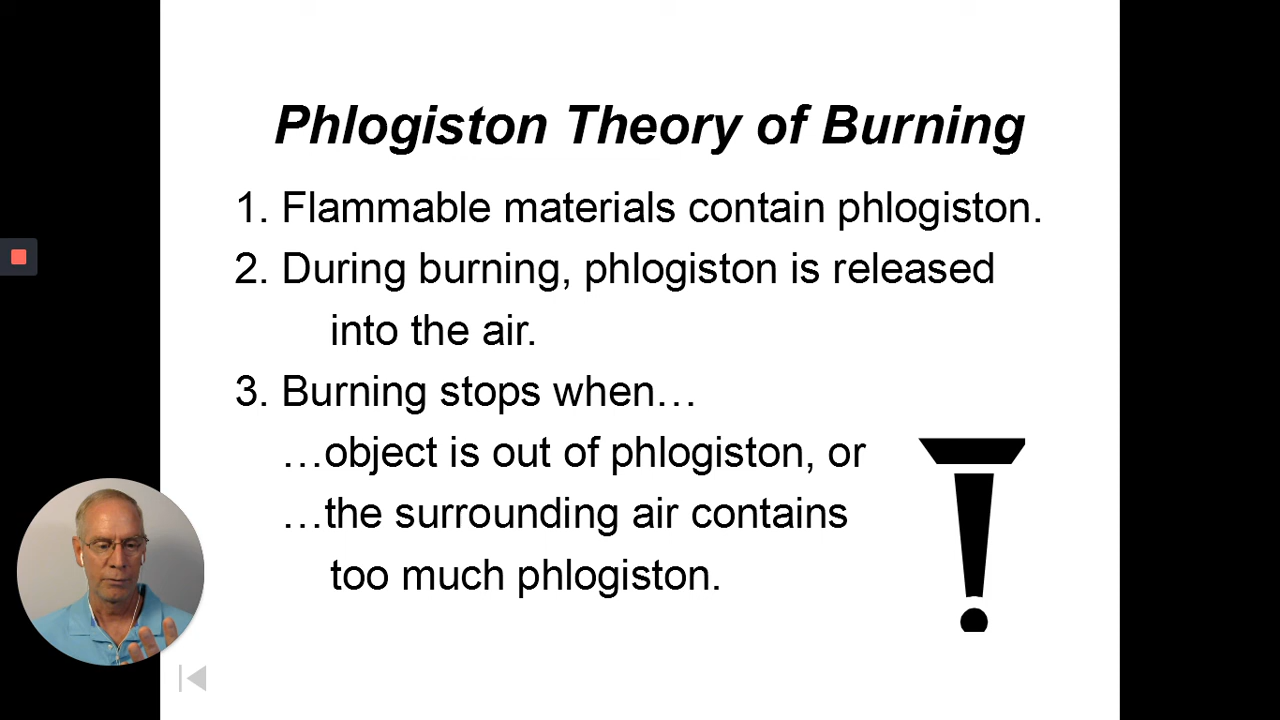 Phlogiston Theory of Burning
1. Flammable materials contain phlogiston.
2. During burning, phlogiston is released
into the air.
3. Burning stops when…
…object is out of phlogiston, or
…the surrounding air contains
too much phlogiston.